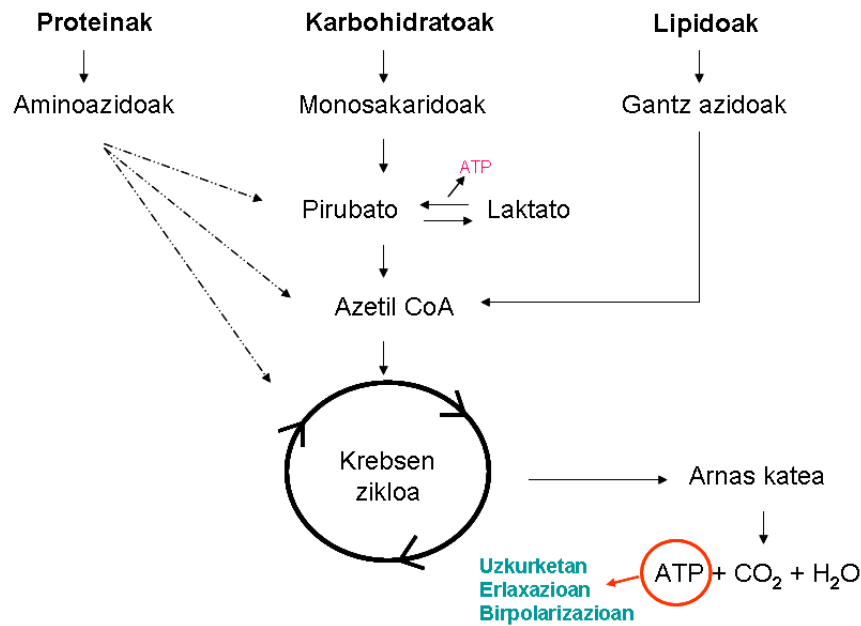 Proteinak
Karbohidratoak
Lipidoak
Aminoazidoak
Monosakaridoak
Gantz azidoak
ATP
Pirubato
Laktato
Azetil CoA
Krebsen
zikloa
Arnas katea
Uzkurketan
Erlaxazioan
Birpolarizazioan
ATP + CO₂ + H₂O